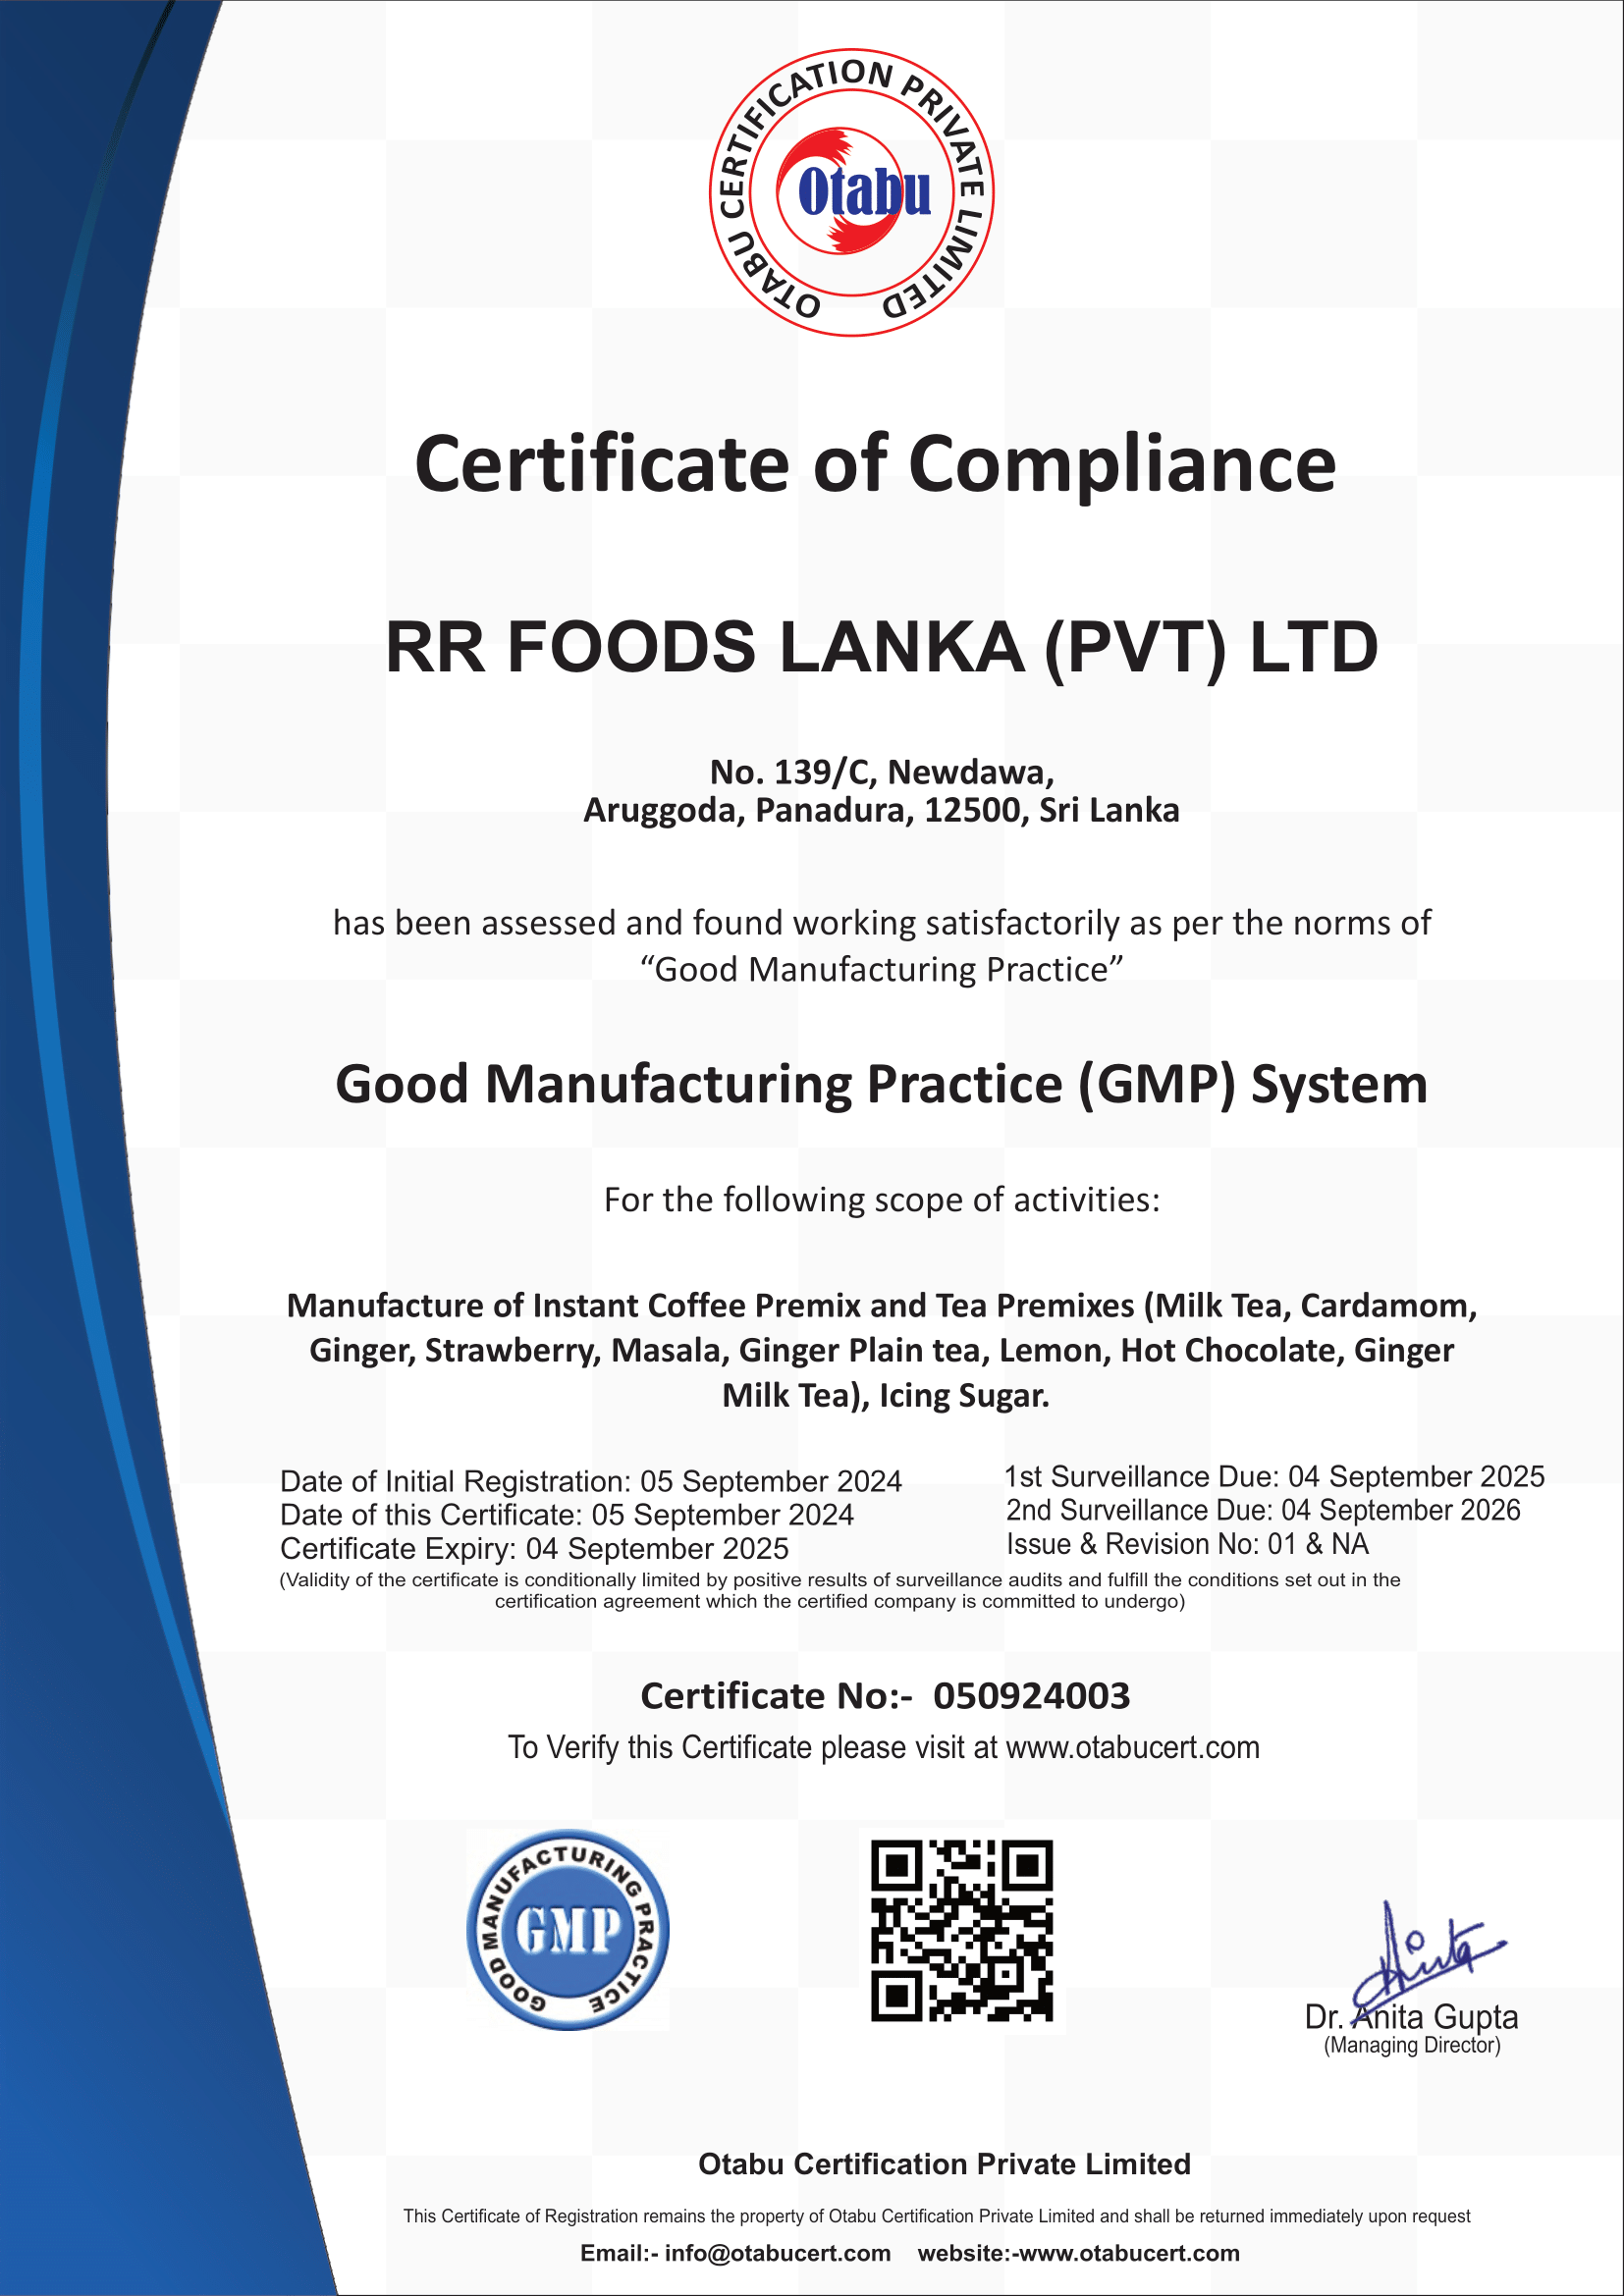 OTABU CERTIFICATION PRIVATE LIMITED
Otabu
Certificate of Compliance
RR FOODS LANKA (PVT) LTD
No. 139/C, Newdawa,
Aruggoda, Panadura, 12500, Sri Lanka
has been assessed and found working satisfactorily as per the norms of
“Good Manufacturing Practice”
Good Manufacturing Practice (GMP) System
For the following scope of activities:
Manufacture of Instant Coffee Premix and Tea Premixes (Milk Tea, Cardamom,
Ginger, Strawberry, Masala, Ginger Plain tea, Lemon, Hot Chocolate, Ginger
Milk Tea), Icing Sugar.
Date of Initial Registration: 05 September 2024
Date of this Certificate: 05 September 2024
Certificate Expiry: 04 September 2025
1st Surveillance Due: 04 September 2025
2nd Surveillance Due: 04 September 2026
Issue & Revision No: 01 & NA
(Validity of the certificate is conditionally limited by positive results of surveillance audits and fulfill the conditions set out in the
certification agreement which the certified company is committed to undergo)
Certificate No:- 050924003
To Verify this Certificate please visit at www.otabucert.com
GOOD MANUFACTURING PRACTICE
GMP
Dr. Anita Gupta
(Managing Director)
Otabu Certification Private Limited
This Certificate of Registration remains the property of Otabu Certification Private Limited and shall be returned immediately upon request
Email:- info@otabucert.com website:-www.otabucert.com